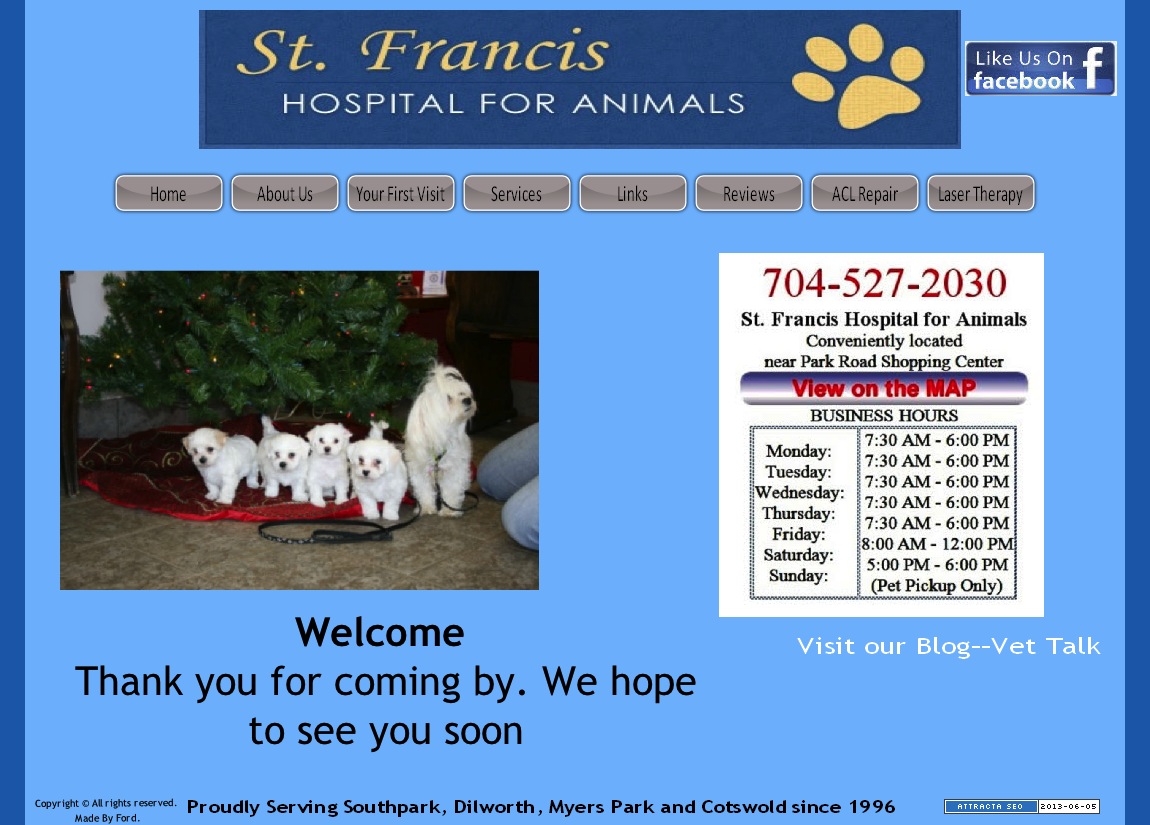 St. Francis
HOSPITAL FOR ANIMALS
Like Us On
facebook f
Home About Us Your First Visit Services Links Reviews ACL Repair Laser Therapy
704-527-2030
St. Francis Hospital for Animals
Conveniently located
near Park Road Shopping Center
View on the MAP
BUSINESS HOURS
Monday: 7:30 AM - 6:00 PM
Tuesday: 7:30 AM - 6:00 PM
Wednesday: 7:30 AM - 6:00 PM
Thursday: 7:30 AM - 6:00 PM
Friday: 7:30 AM - 6:00 PM
Saturday: 8:00 AM - 12:00 PM
Sunday: 5:00 PM - 6:00 PM
(Pet Pickup Only)
Welcome
Thank you for coming by. We hope
to see you soon
Visit our Blog--Vet Talk
Copyright © All rights reserved.
Made By Ford.
Proudly Serving Southpark, Dilworth, Myers Park and Cotswold since 1996
ATTRACTA SEO 2013-06-05